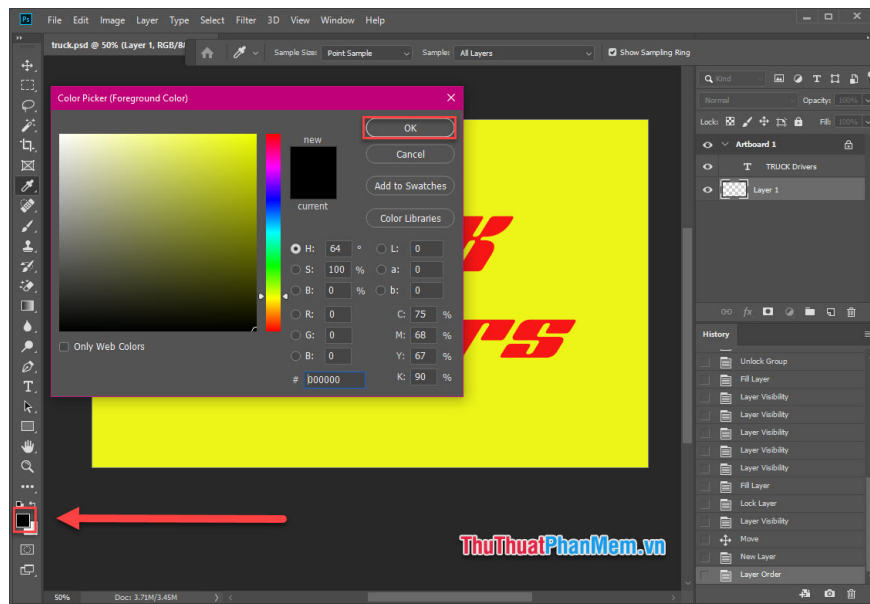 Ps File Edit Image Layer Type Select Filter 3D View Window Help
truck.psd @ 50% (Layer 1, RGB/8
Sample Size: Point Sample Sample: All Layers Show Sampling Ring
Color Picker (Foreground Color)
new
current
OK
Cancel
Add to Swatches
Color Libraries
H: 64 ° L: 0
S: 100 % a: 0
B: 0 % b: 0
R: 0 C: 75 %
G: 0 M: 68 %
B: 0 Y: 67 %
# 000000 K: 90 %
Only Web Colors
Kind
Normal Opacity: 100%
Lock: Fill: 100%
Artboard 1
T TRUCK Drivers
Layer 1
fx
History
Unlock Group
Fill Layer
Layer Visibility
Layer Visibility
Layer Visibility
Layer Visibility
Layer Visibility
Fill Layer
Lock Layer
Layer Visibility
Move
New Layer
Layer Order
rs
ThuThuatPhanMem.vn
50% Doc: 3.71M/3.45M